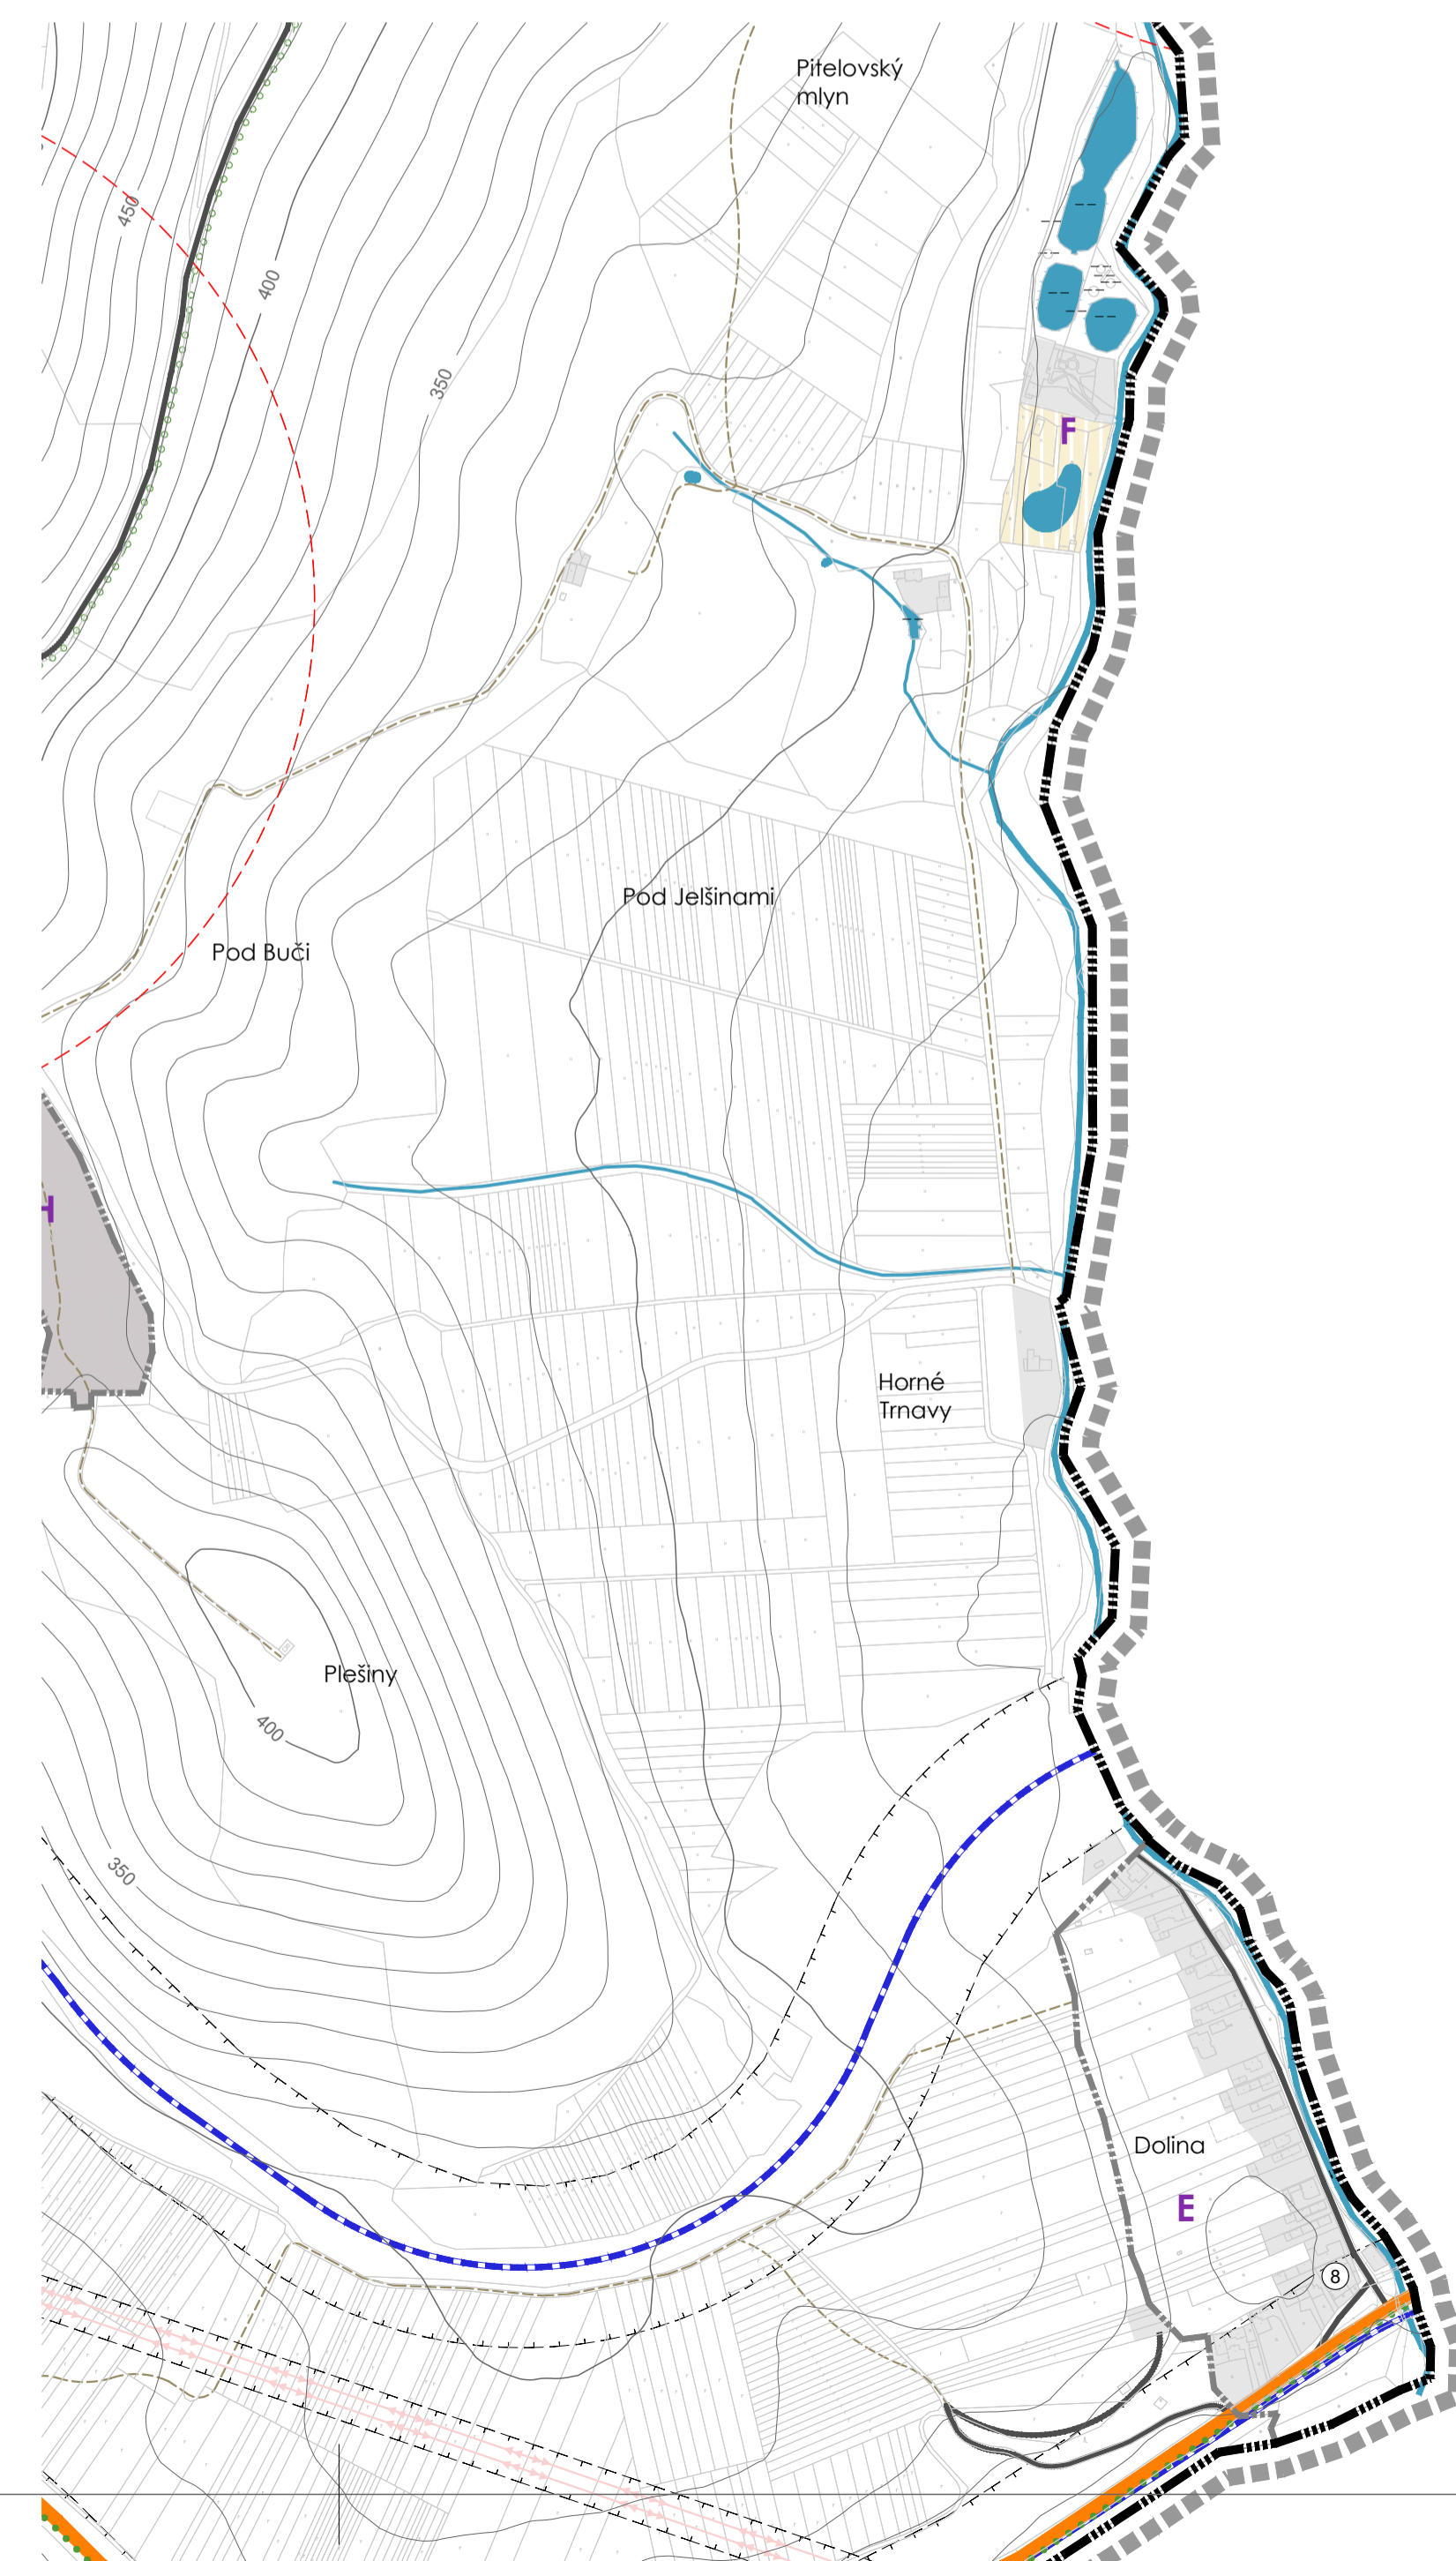 Pitelovský
mlyn
450
400
350
F
Pod Jelšinami
Pod Buči
H
Horné
Trnavy
Plešiny
400
350
Dolina
E
8